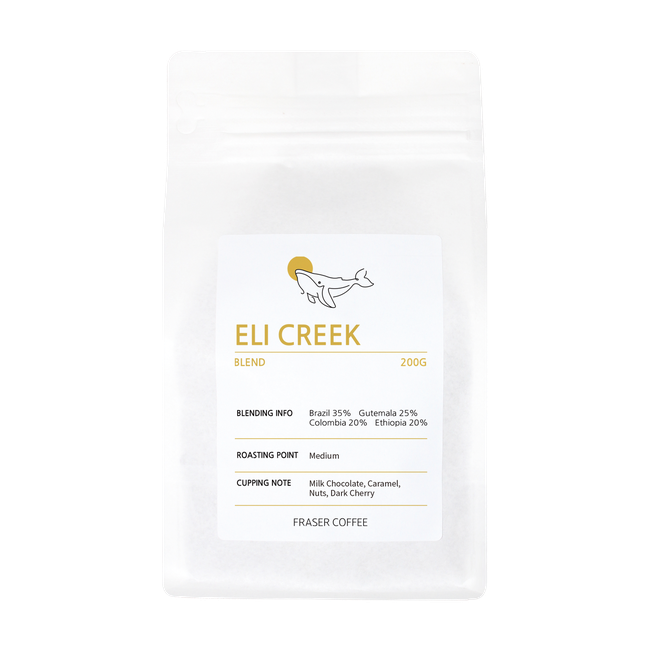 ELI CREEK
BLEND 200G
BLENDING INFO Brazil 35% Gutemala 25%
Colombia 20% Ethiopia 20%
ROASTING POINT Medium
CUPPING NOTE Milk Chocolate, Caramel,
Nuts, Dark Cherry
FRASER COFFEE